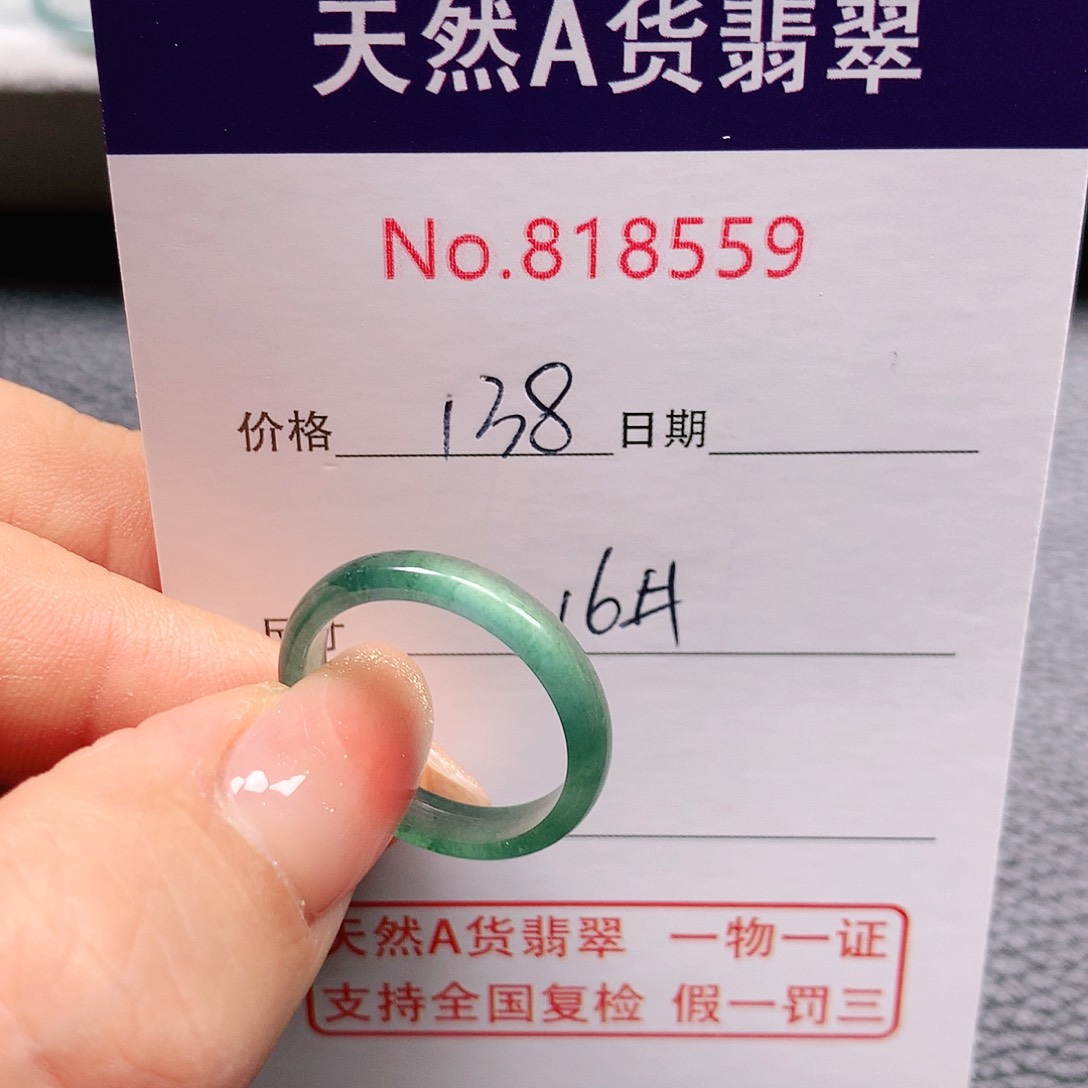 天然A货翡翠
No.818559
价格 138 日期
16#
天然A货翡翠 一物一证
支持全国复检 假一罚三